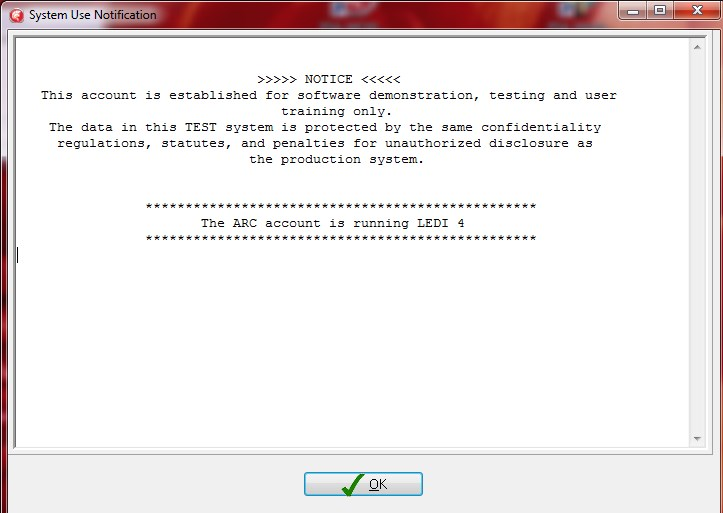 System Use Notification
>>>>> NOTICE <<<<<
This account is established for software demonstration, testing and user
training only.
The data in this TEST system is protected by the same confidentiality
regulations, statutes, and penalties for unauthorized disclosure as
the production system.
*************************************************
The ARC account is running LEDI 4
*************************************************
OK